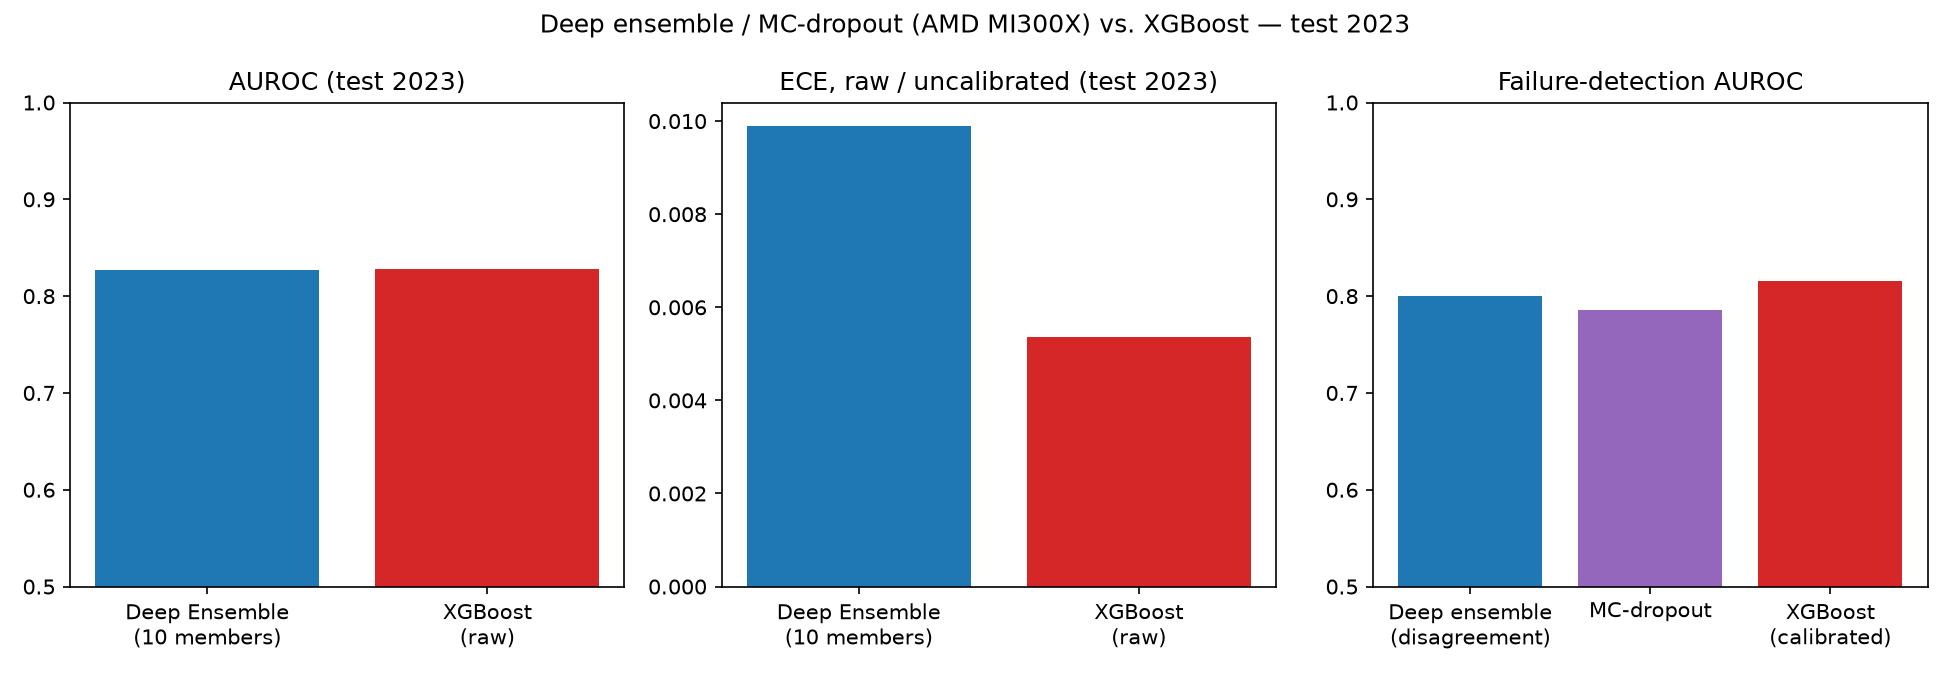 Deep ensemble / MC-dropout (AMD MI300X) vs. XGBoost — test 2023
AUROC (test 2023)
1.0
0.9
0.8
0.7
0.6
0.5
Deep Ensemble
(10 members)
XGBoost
(raw)
ECE, raw / uncalibrated (test 2023)
0.010
0.008
0.006
0.004
0.002
0.000
Deep Ensemble
(10 members)
XGBoost
(raw)
Failure-detection AUROC
1.0
0.9
0.8
0.7
0.6
0.5
Deep ensemble
(disagreement)
MC-dropout
XGBoost
(calibrated)